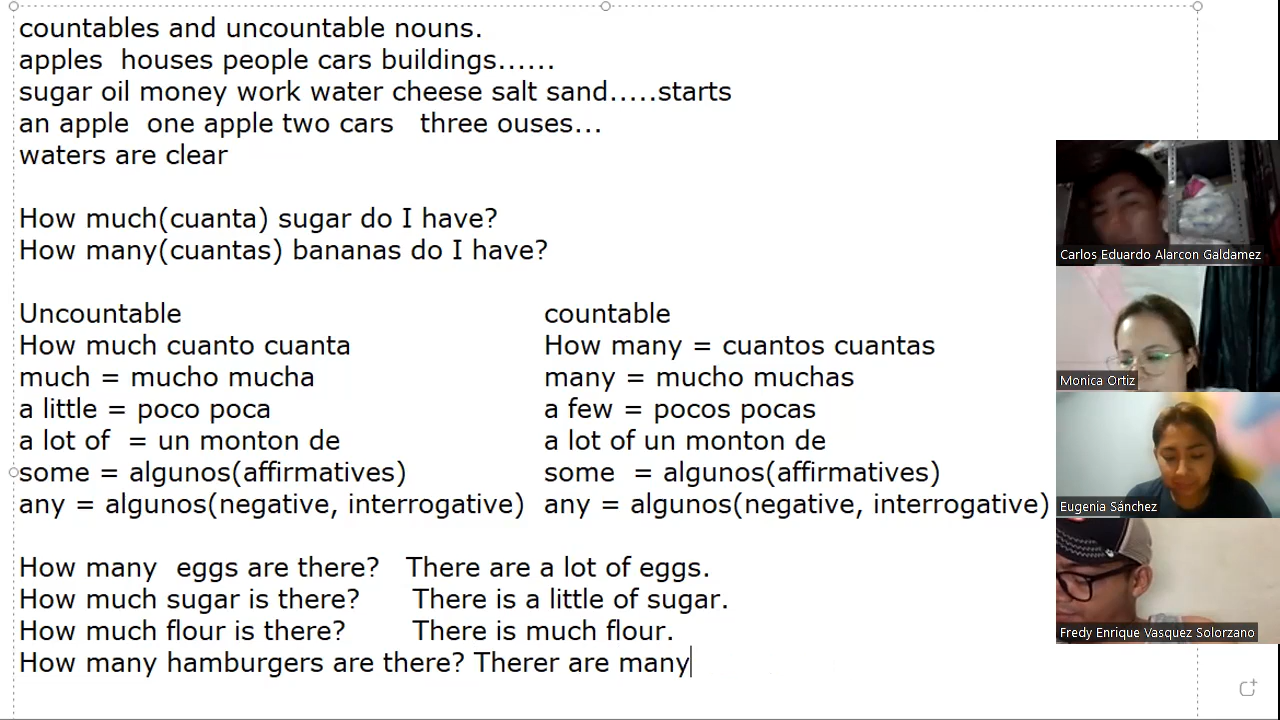 countables and uncountable nouns.
apples  houses people cars buildings......
sugar oil money work water cheese salt sand.....starts
an apple  one apple two cars   three ouses...
waters are clear
How much(cuanta) sugar do I have?
How many(cuantas) bananas do I have?
Uncountable countable
How much cuanto cuanta How many = cuantos cuantas
much = mucho mucha many = mucho muchas
a little = poco poca a few = pocos pocas
a lot of  = un monton de a lot of un monton de
some = algunos(affirmatives) some  = algunos(affirmatives)
any = algunos(negative, interrogative) any = algunos(negative, interrogative)
How many  eggs are there? There are a lot of eggs.
How much sugar is there? There is a little of sugar.
How much flour is there? There is much flour.
How many hamburgers are there? Therer are many
Carlos Eduardo Alarcon Galdamez
Monica Ortiz
Eugenia Sánchez
Fredy Enrique Vasquez Solorzano